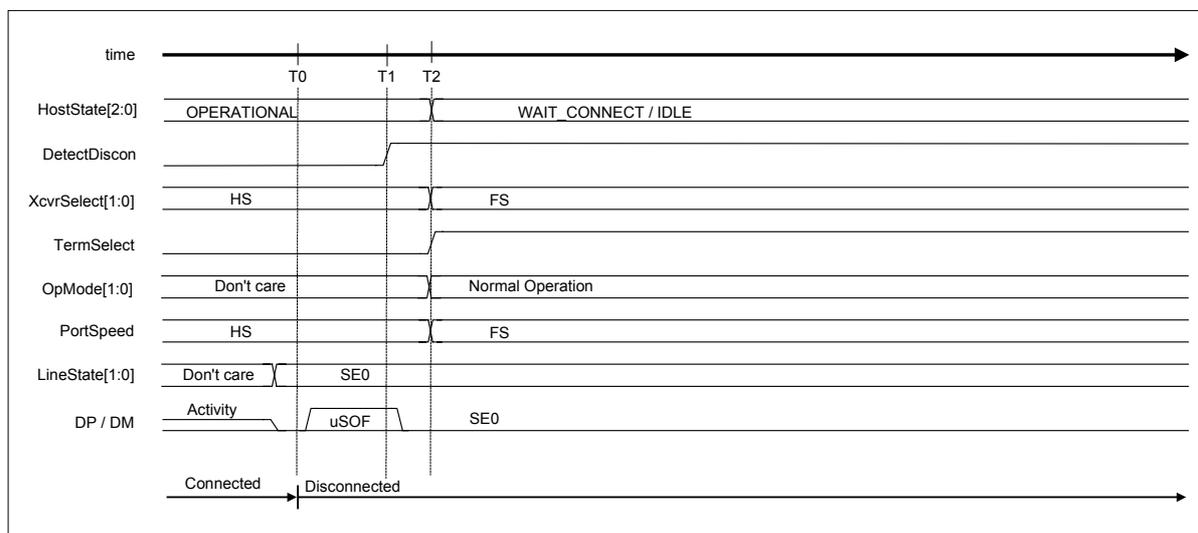 time
T0 T1 T2
HostState[2:0] OPERATIONAL WAIT_CONNECT / IDLE
DetectDiscon
XcvrSelect[1:0] HS FS
TermSelect
OpMode[1:0] Don't care Normal Operation
PortSpeed HS FS
LineState[1:0] Don't care SE0
DP / DM Activity uSOF SE0
Connected Disconnected